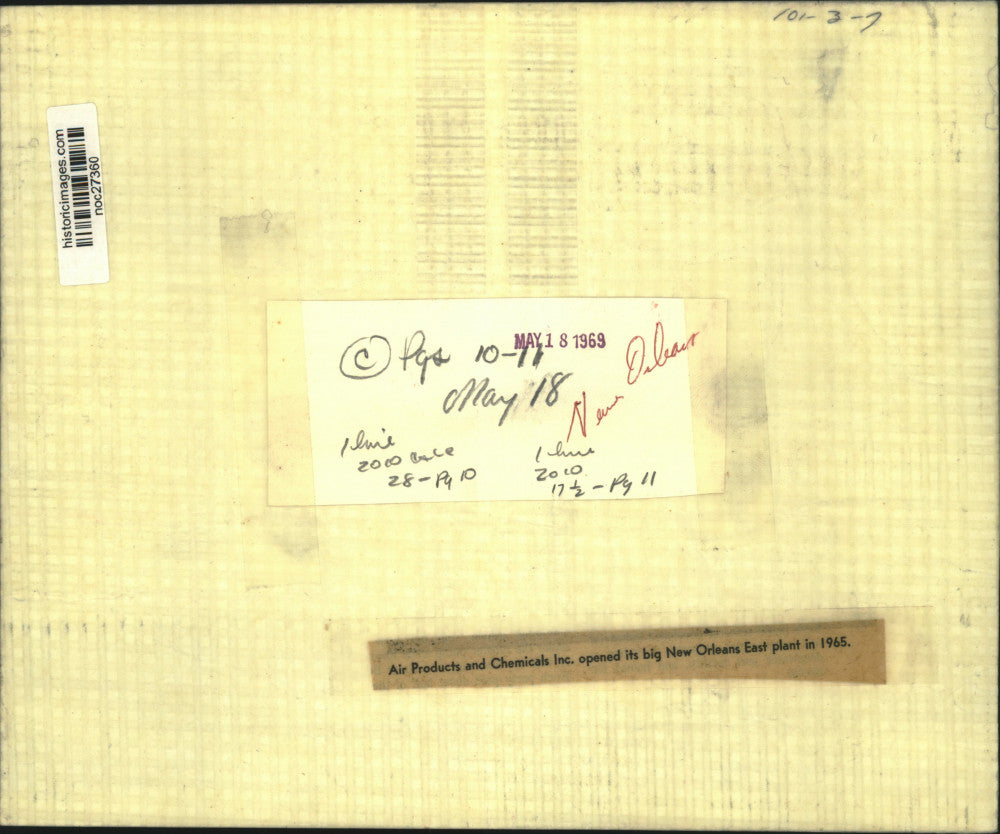 101-3-7
historicimages.com
noc27360
MAY 18 1969
© Pgs 10-11
May 18
New Orleans
1 line
2010
28-Pg 10
1 line
2010
17 1/2 - Pg 11
Air Products and Chemicals Inc. opened its big New Orleans East plant in 1965.